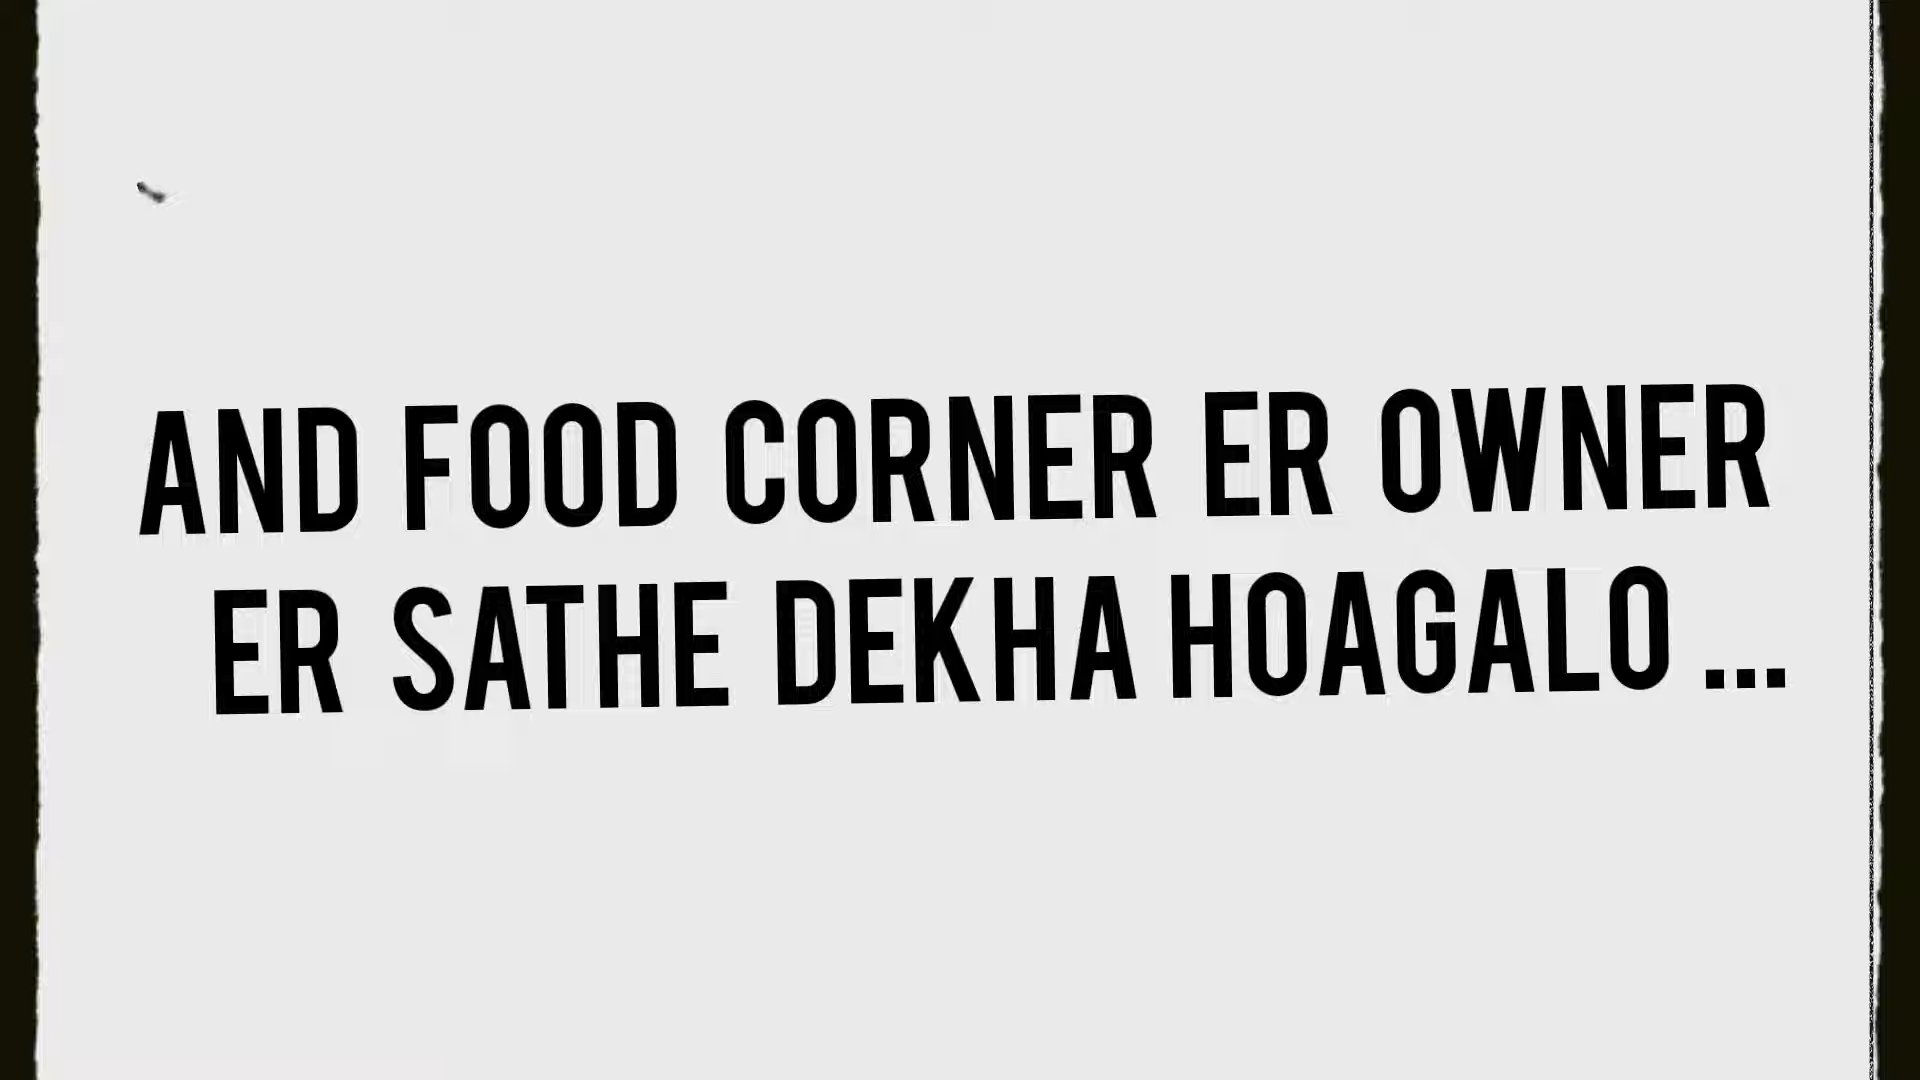 AND FOOD CORNER ER OWNER
ER SATHE DEKHA HOAGALO ...